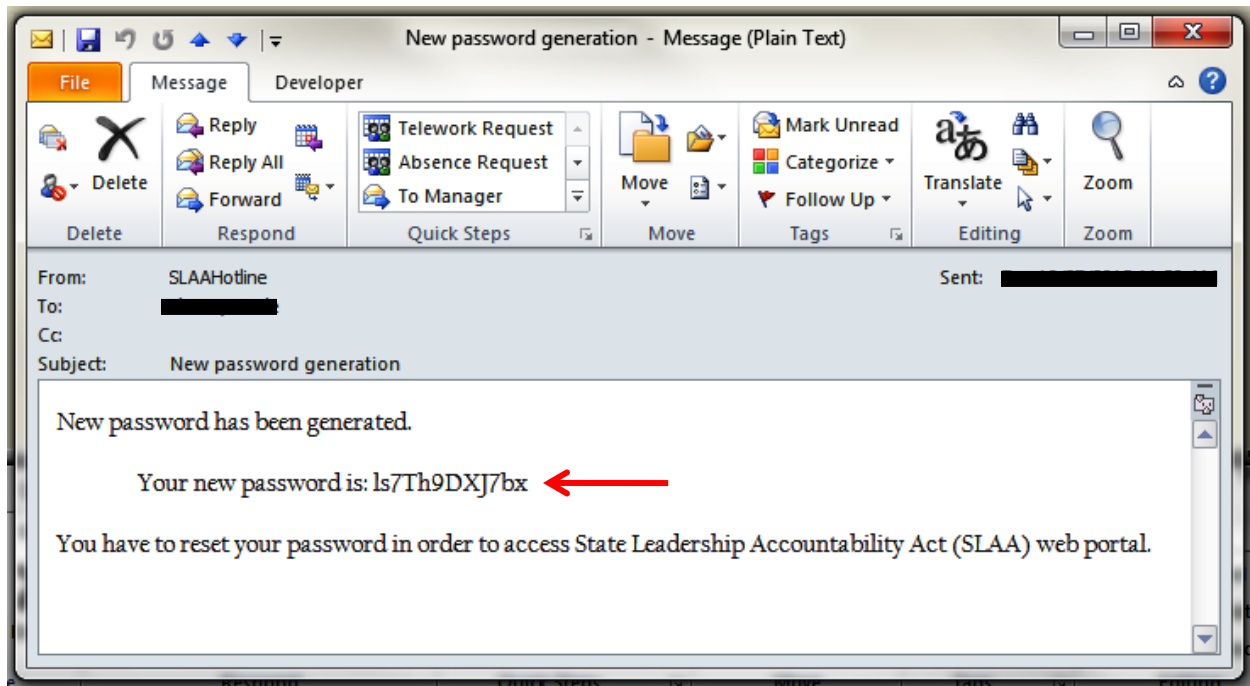 New password generation - Message (Plain Text)
File Message Developer
Delete
Reply
Reply All
Forward
Telework Request
Absence Request
To Manager
Move
Mark Unread
Categorize
Follow Up
Translate
Zoom
Delete Respond Quick Steps Move Tags Editing Zoom
From: SLAAHotline Sent:
To:
Cc:
Subject: New password generation
New password has been generated.
Your new password is: ls7Th9DXJ7bx
You have to reset your password in order to access State Leadership Accountability Act (SLAA) web portal.